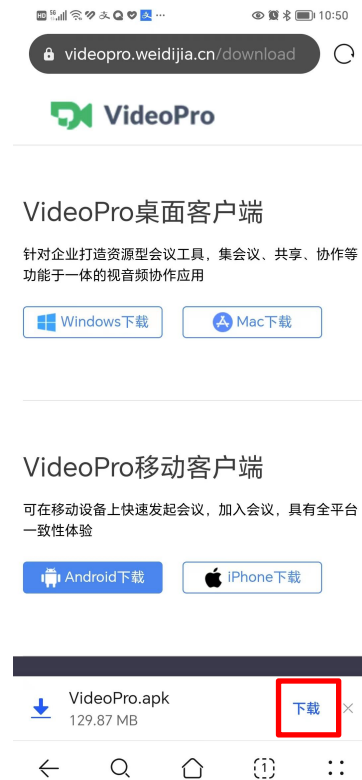 HD 5G 10:50
videopro.weidijia.cn/download
VideoPro
VideoPro桌面客户端
针对企业打造资源型会议工具，集会议、共享、协作等
功能于一体的视音频协作应用
Windows下载 Mac下载
VideoPro移动客户端
可在移动设备上快速发起会议，加入会议，具有全平台
一致性体验
Android下载 iPhone下载
VideoPro.apk
129.87 MB
下载
1